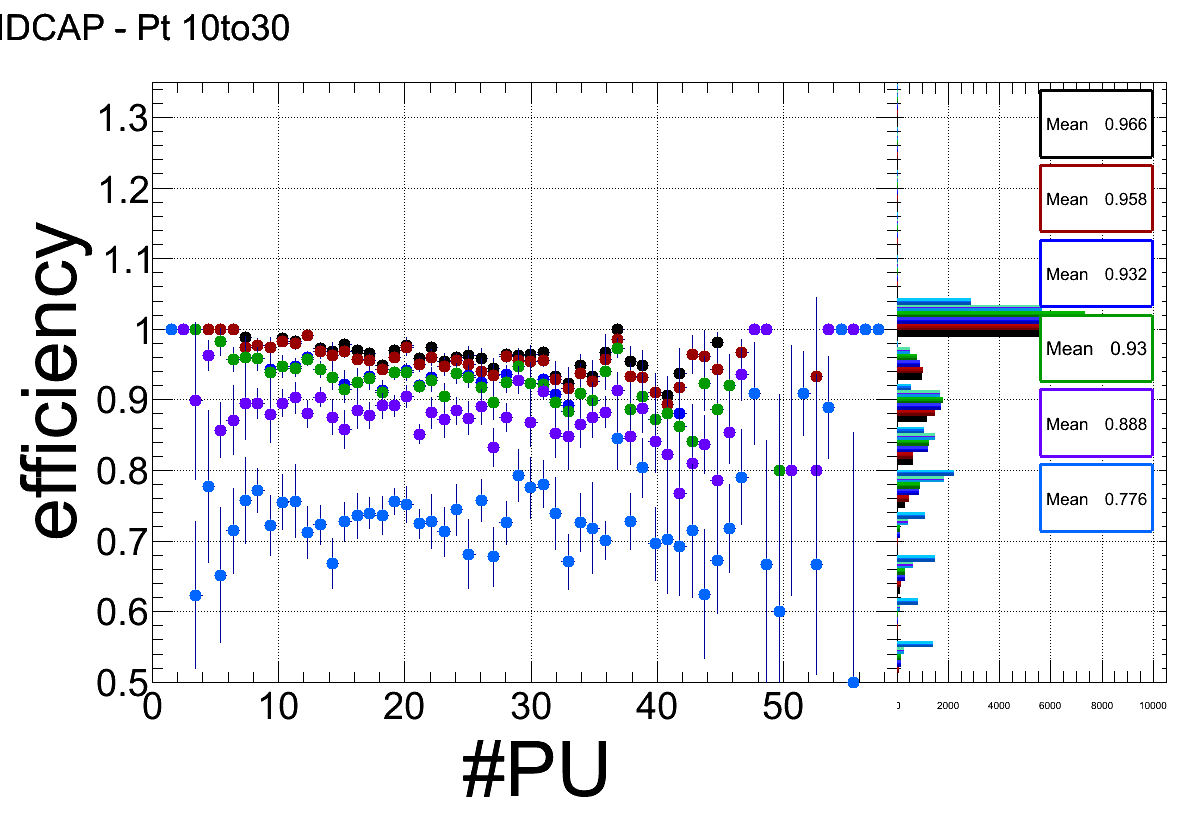 IDCAP - Pt 10to30
efficiency
1.3
1.2
1.1
1
0.9
0.8
0.7
0.6
0.5
0 10 20 30 40 50
#PU
Mean 0.966
Mean 0.958
Mean 0.932
Mean 0.93
Mean 0.888
Mean 0.776
2000 4000 6000 8000 10000